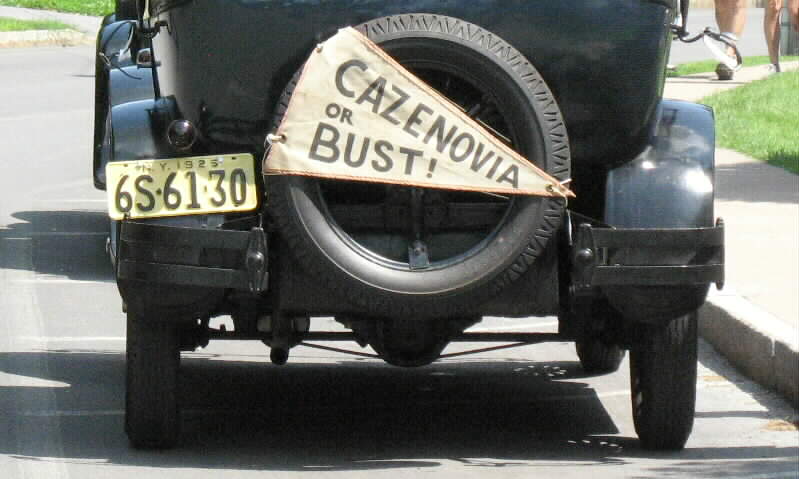 CAZENOVIA
OR
BUST!
N.Y. 1925
6S·61·30